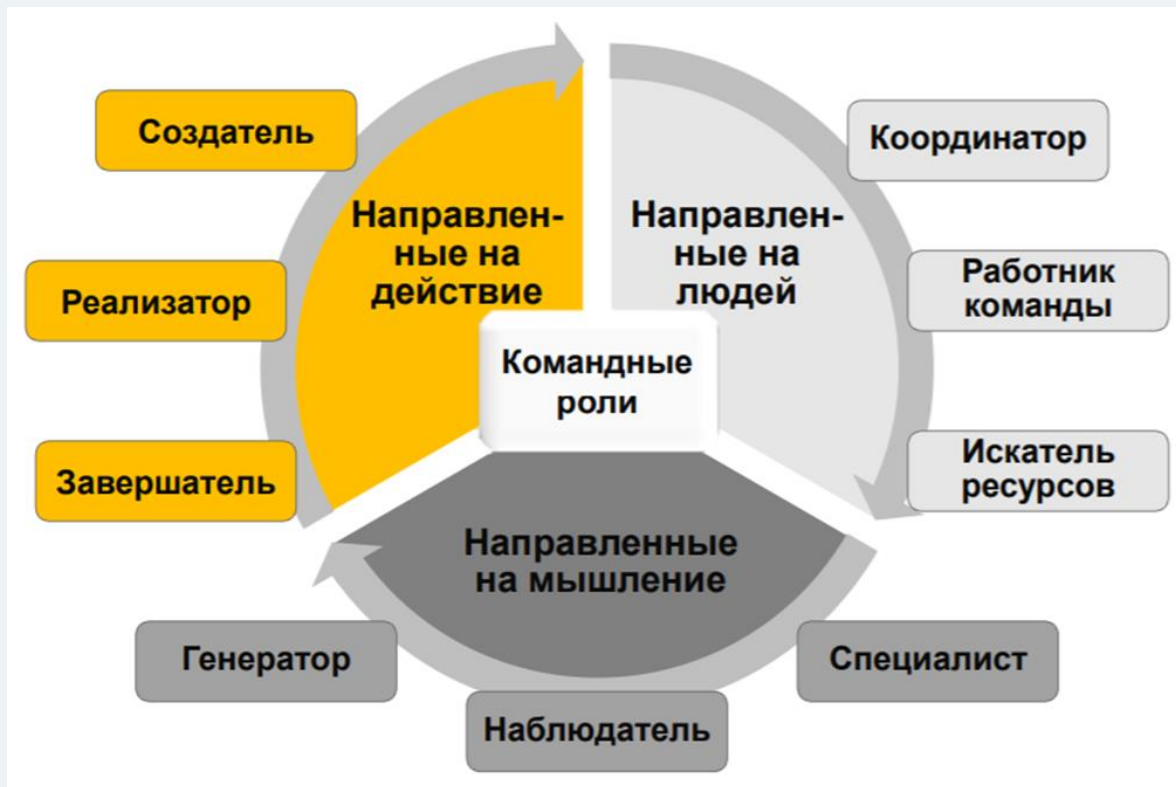 Создатель
Реализатор
Завершатель
Направлен-
ные на
действие
Направлен-
ные на
людей
Командные
роли
Координатор
Работник
команды
Искатель
ресурсов
Направленные
на мышление
Генератор
Наблюдатель
Специалист